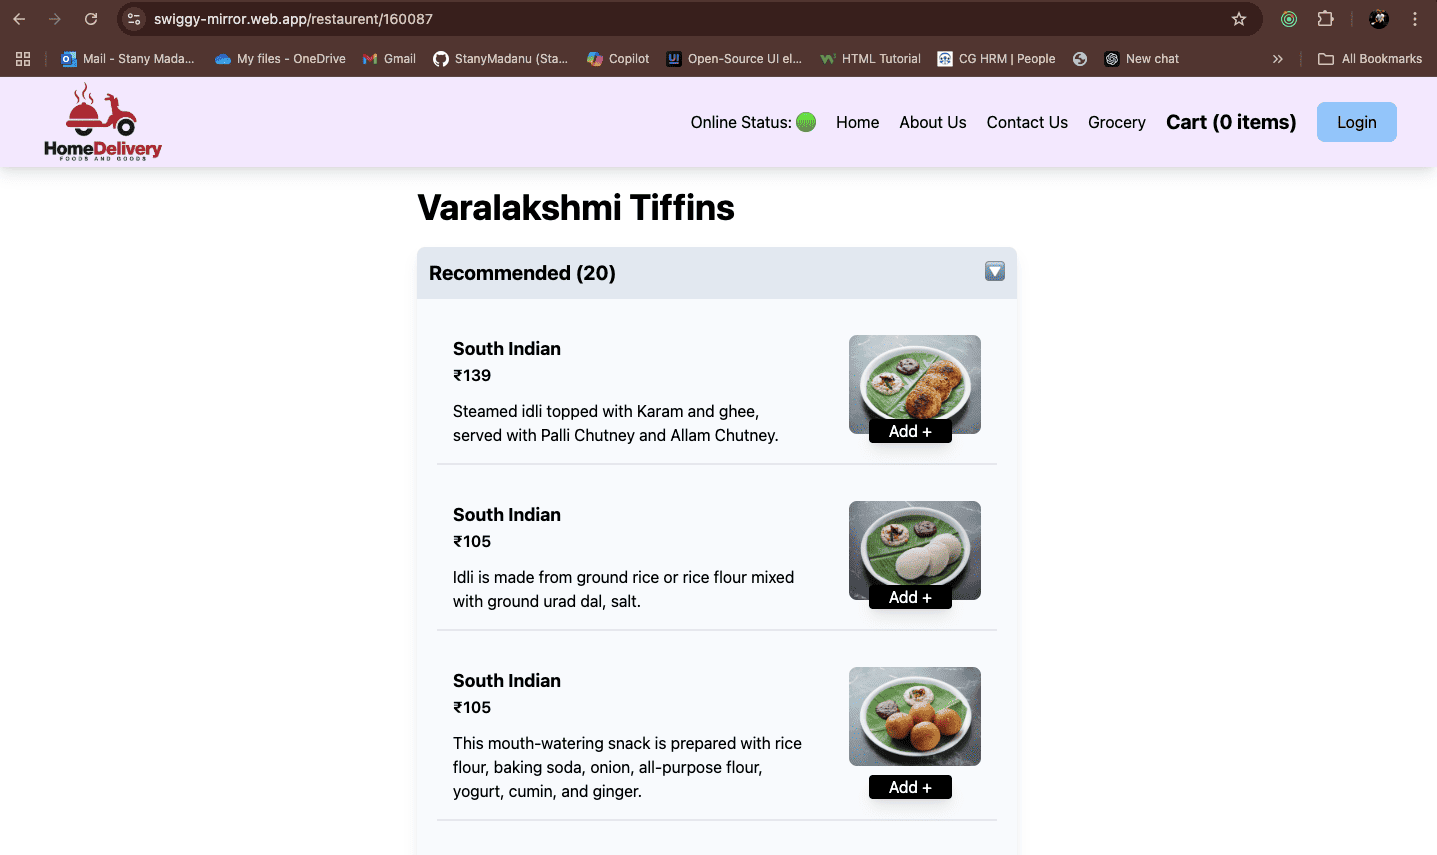 swiggy-mirror.web.app/restaurent/160087
Mail - Stany Mada...
My files - OneDrive
Gmail
StanyMadanu (Sta...
Copilot
UI
Open-Source UI el...
HTML Tutorial
CG HRM | People
New chat
All Bookmarks
HomeDelivery
FOODS AND GOODS
Online Status:
Home
About Us
Contact Us
Grocery
Cart (0 items)
Login
Varalakshmi Tiffins
Recommended (20)
South Indian
₹139
Steamed idli topped with Karam and ghee,
served with Palli Chutney and Allam Chutney.
Add +
South Indian
₹105
Idli is made from ground rice or rice flour mixed
with ground urad dal, salt.
Add +
South Indian
₹105
This mouth-watering snack is prepared with rice
flour, baking soda, onion, all-purpose flour,
yogurt, cumin, and ginger.
Add +